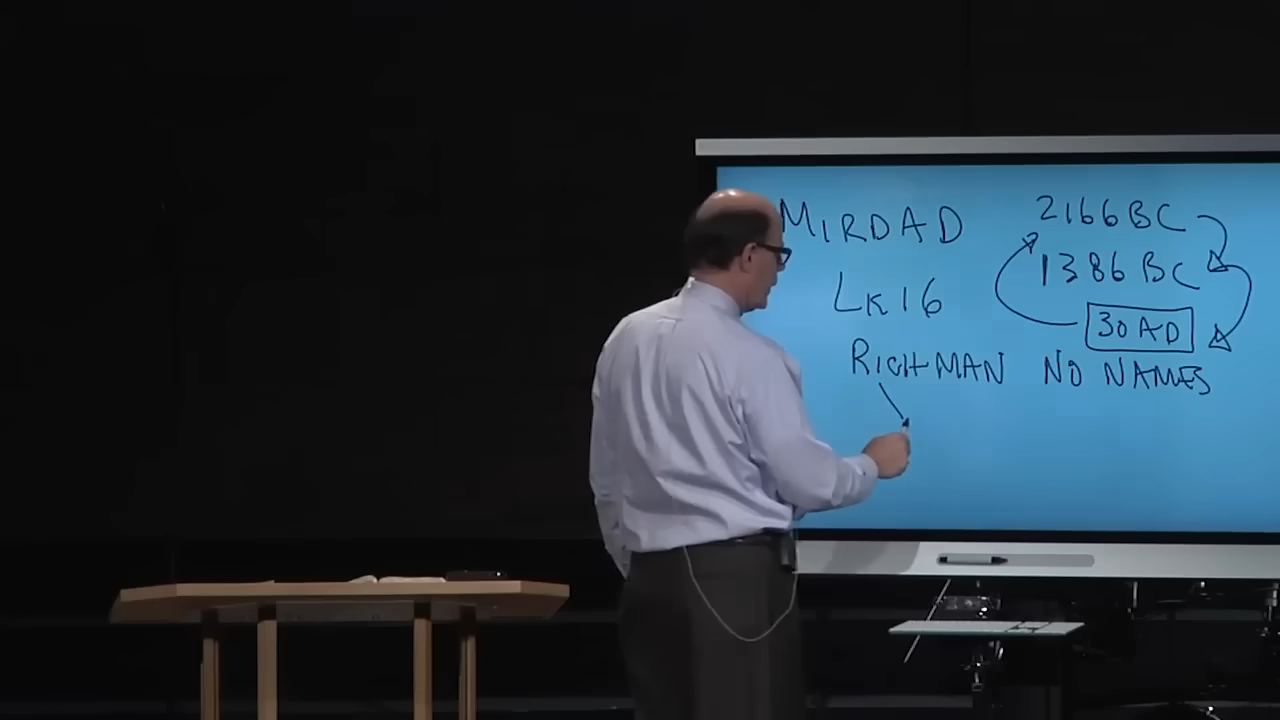 MIRDAD
2166 BC
1386 BC
LK 16
30 AD
RICHMAN NO NAMES